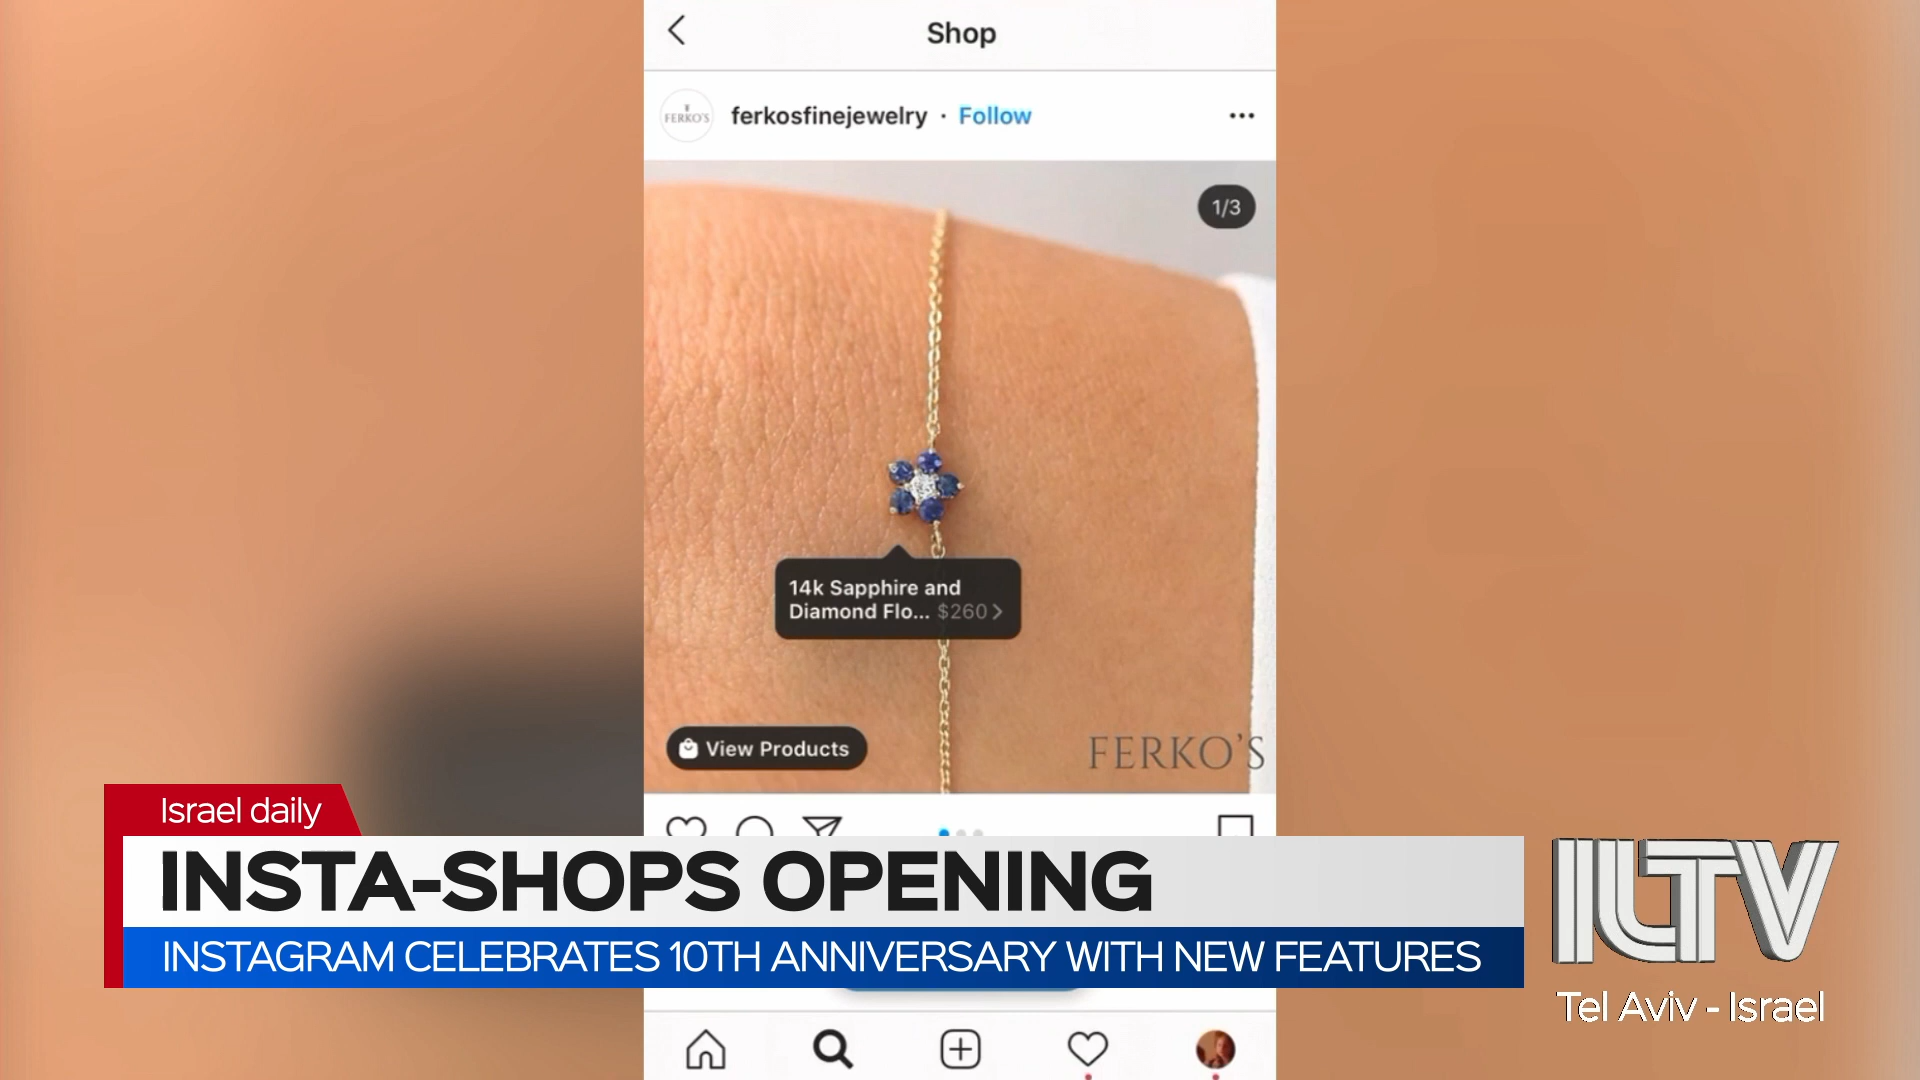 Shop
FERKO'S
ferkosfinejewelry · Follow
1/3
14k Sapphire and
Diamond Flo... $260
View Products
FERKO'S
Israel daily
INSTA-SHOPS OPENING
INSTAGRAM CELEBRATES 10TH ANNIVERSARY WITH NEW FEATURES
ILTV
Tel Aviv - Israel